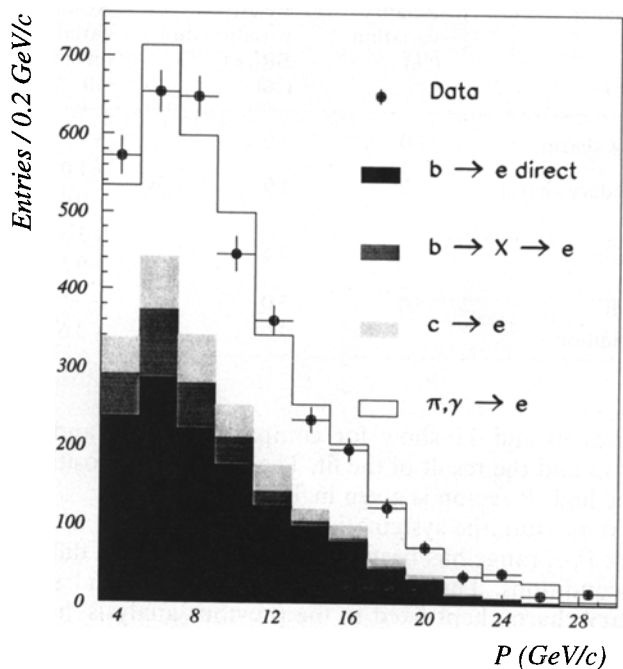 Entries / 0.2 GeV/c
700
600
500
400
300
200
100
0
Data
b → e direct
b → X → e
c → e
π,γ → e
4
8
12
16
20
24
28
P (GeV/c)